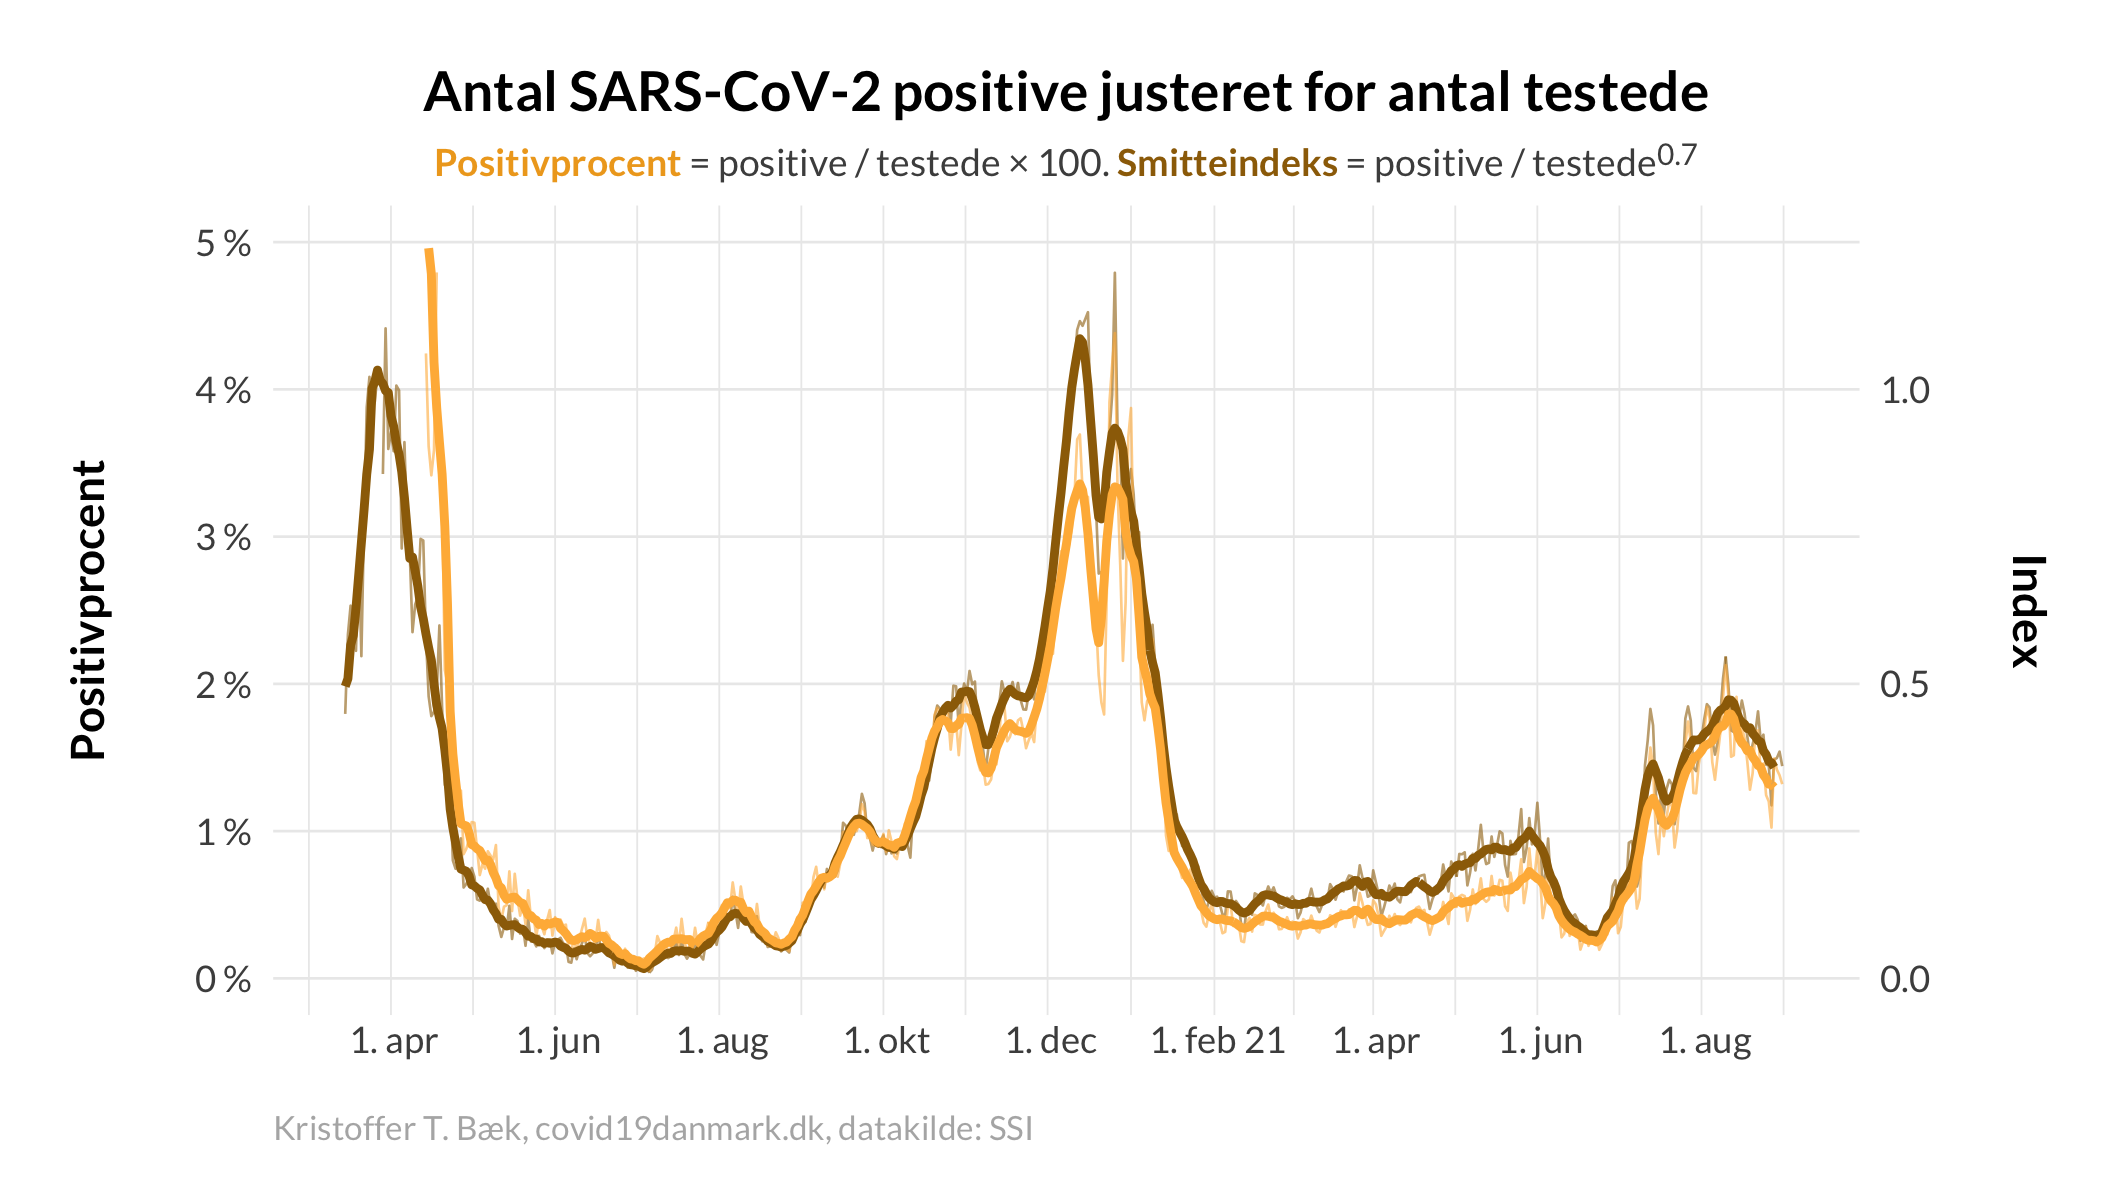 Antal SARS-CoV-2 positive justeret for antal testede
Positivprocent = positive / testede × 100. Smitteindeks = positive / testede^0.7
5 %
4 %
3 %
2 %
1 %
0 %
Positivprocent
1.0
0.5
0.0
Index
1. apr
1. jun
1. aug
1. okt
1. dec
1. feb 21
1. apr
1. jun
1. aug
Kristoffer T. Bæk, covid19danmark.dk, datakilde: SSI